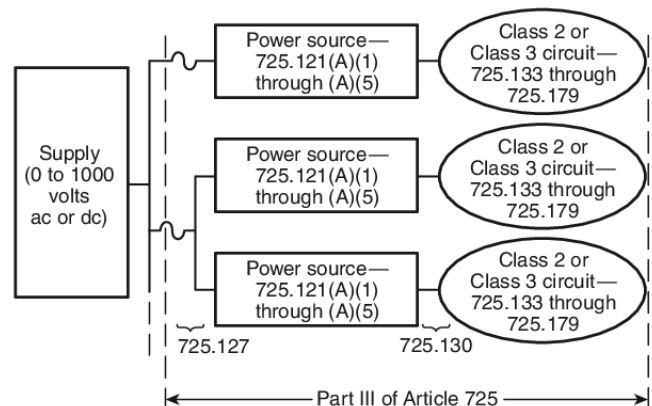 Supply
(0 to 1000
volts
ac or dc)
Power source—
725.121(A)(1)
through (A)(5)
Class 2 or
Class 3 circuit—
725.133 through
725.179
Power source—
725.121(A)(1)
through (A)(5)
Class 2 or
Class 3 circuit—
725.133 through
725.179
Power source—
725.121(A)(1)
through (A)(5)
Class 2 or
Class 3 circuit—
725.133 through
725.179
725.127
725.130
Part III of Article 725